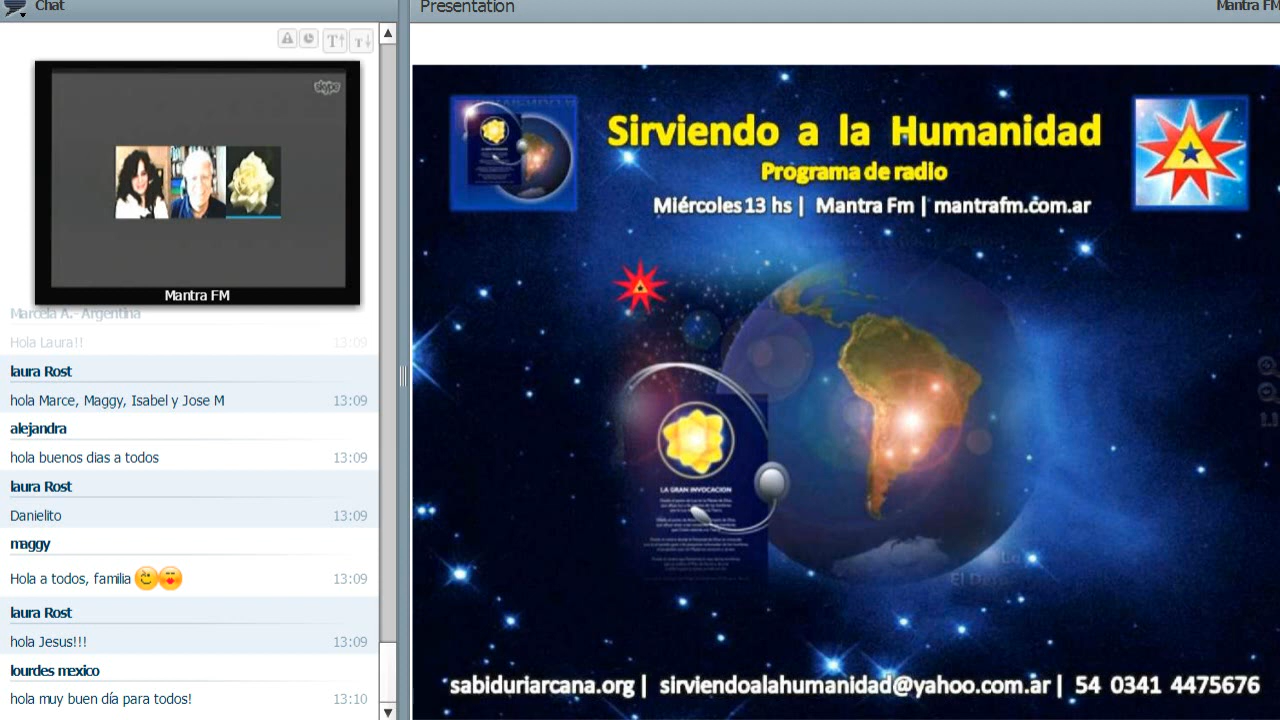 Chat
skype
Mantra FM
Marcela A.- Argentina
Hola Laura!! 13:09
laura Rost
hola Marce, Maggy, Isabel y Jose M 13:09
alejandra
hola buenos dias a todos 13:09
laura Rost
Danielito 13:09
maggy
Hola a todos, familia 13:09
laura Rost
hola Jesus!!! 13:09
lourdes mexico
hola muy buen día para todos! 13:10
Presentation
Mantra FM
Sirviendo a la Humanidad
Programa de radio
Miércoles 13 hs | Mantra Fm | mantrafm.com.ar
LA GRAN INVOCACION
sabiduriarcana.org | sirviendoalahumanidad@yahoo.com.ar | 54 0341 4475676